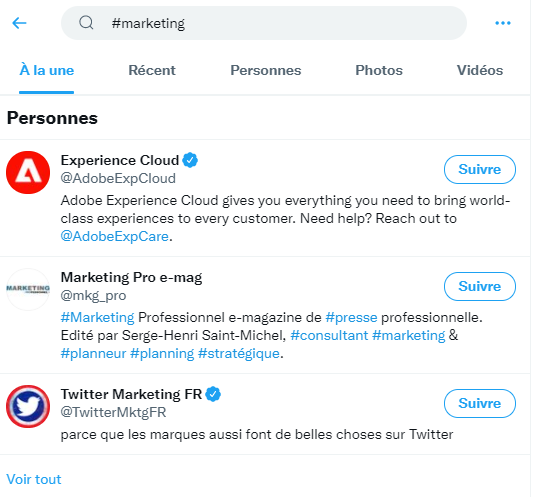 #marketing
À la une Récent Personnes Photos Vidéos
Personnes
Experience Cloud
@AdobeExpCloud
Suivre
Adobe Experience Cloud gives you everything you need to bring world-
class experiences to every customer. Need help? Reach out to
@AdobeExpCare.
MARKETING
Marketing Pro e-mag
@mkg_pro
Suivre
#Marketing Professionnel e-magazine de #presse professionnelle.
Edité par Serge-Henri Saint-Michel, #consultant #marketing &
#planneur #planning #stratégique.
Twitter Marketing FR
@TwitterMktgFR
Suivre
parce que les marques aussi font de belles choses sur Twitter
Voir tout